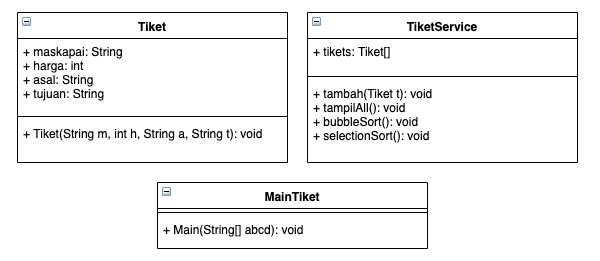 Tiket
+ maskapai: String
+ harga: int
+ asal: String
+ tujuan: String
+ Tiket(String m, int h, String a, String t): void
TiketService
+ tikets: Tiket[]
+ tambah(Tiket t): void
+ tampilAll(): void
+ bubbleSort(): void
+ selectionSort(): void
MainTiket
+ Main(String[] abcd): void